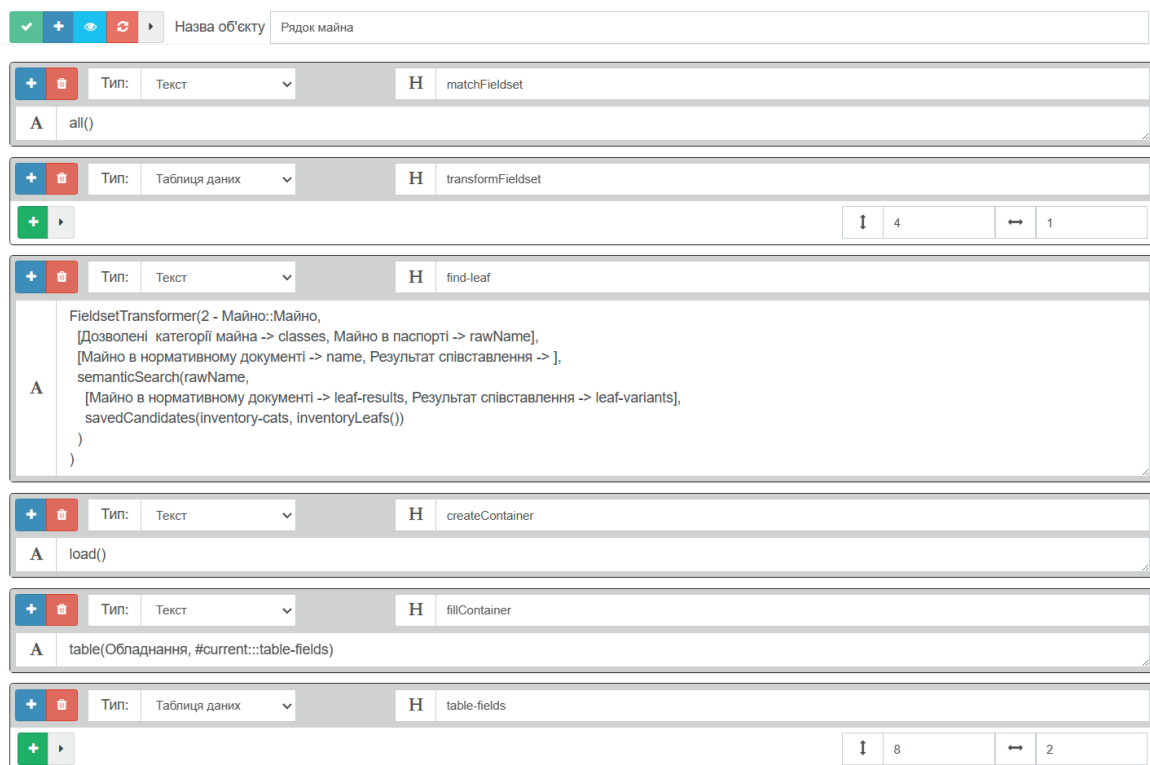 Назва об'єкту Рядок майна
Тип: Текст H matchFieldset
A all()
Тип: Таблиця даних H transformFieldset
4 1
Тип: Текст H find-leaf
A FieldsetTransformer(2 - Майно::Майно,
[Дозволені категорії майна -> classes, Майно в паспорті -> rawName],
[Майно в нормативному документі -> name, Результат співставлення -> ],
semanticSearch(rawName,
[Майно в нормативному документі -> leaf-results, Результат співставлення -> leaf-variants],
savedCandidates(inventory-cats, inventoryLeafs())
)
)
Тип: Текст H createContainer
A load()
Тип: Текст H fillContainer
A table(Обладнання, #current:::table-fields)
Тип: Таблиця даних H table-fields
8 2